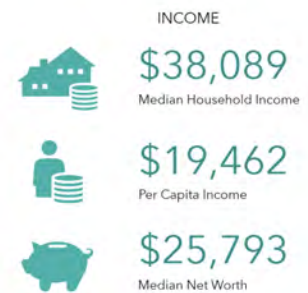 INCOME
$38,089
Median Household Income
$19,462
Per Capita Income
$25,793
Median Net Worth